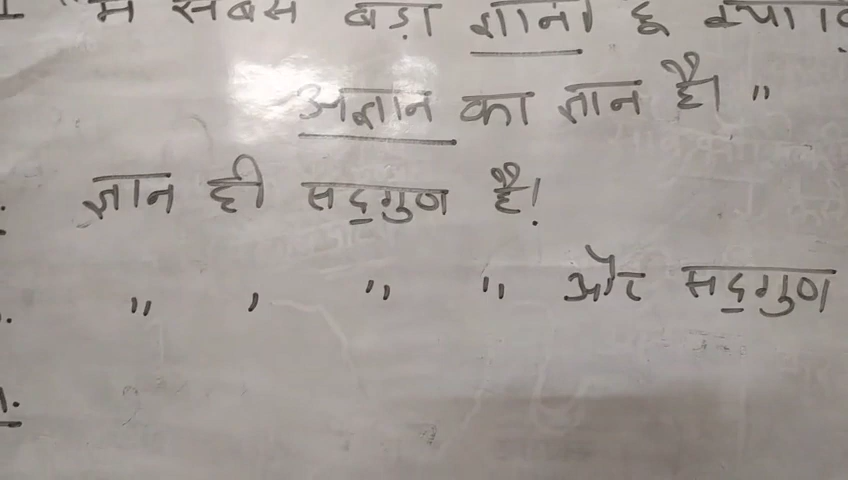 " में सबसे बड़ा ज्ञानी हूँ क्योंकि
अज्ञान का ज्ञान है। "
ज्ञान ही सद्गुण है।
" , " " और सद्गुण